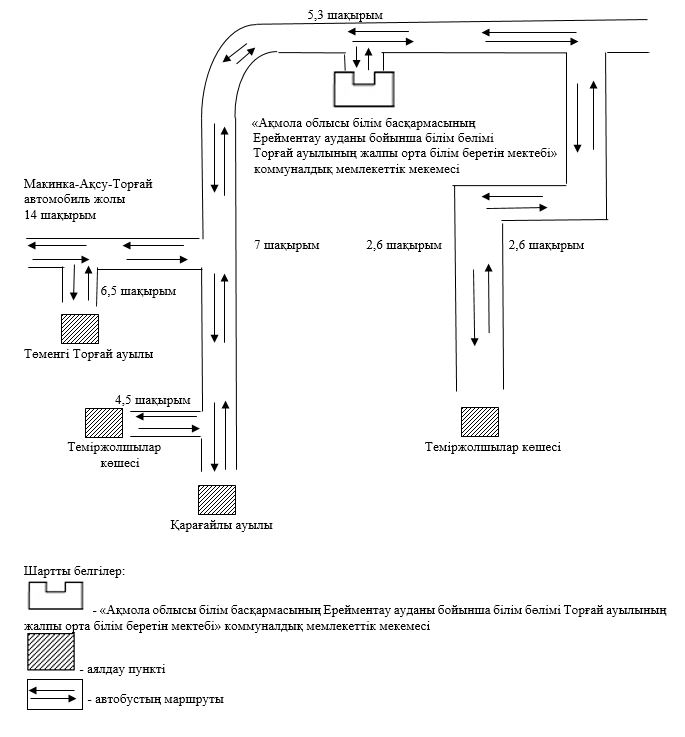 5,3 шақырым
«Ақмола облысы білім басқармасының
Ерейментау ауданы бойынша білім бөлімі
Торғай ауылының жалпы орта білім беретін мектебі»
коммуналдық мемлекеттік мекемесі
Макинка-Ақсу-Торғай
автомобиль жолы
14 шақырым
7 шақырым
2,6 шақырым
2,6 шақырым
6,5 шақырым
Төменгі Торғай ауылы
4,5 шақырым
Теміржолшылар
көшесі
Теміржолшылар көшесі
Қарағайлы ауылы
Шартты белгілер:
- «Ақмола облысы білім басқармасының Ерейментау ауданы бойынша білім бөлімі Торғай ауылының
жалпы орта білім беретін мектебі» коммуналдық мемлекеттік мекемесі
- аялдау пункті
- автобустың маршруты